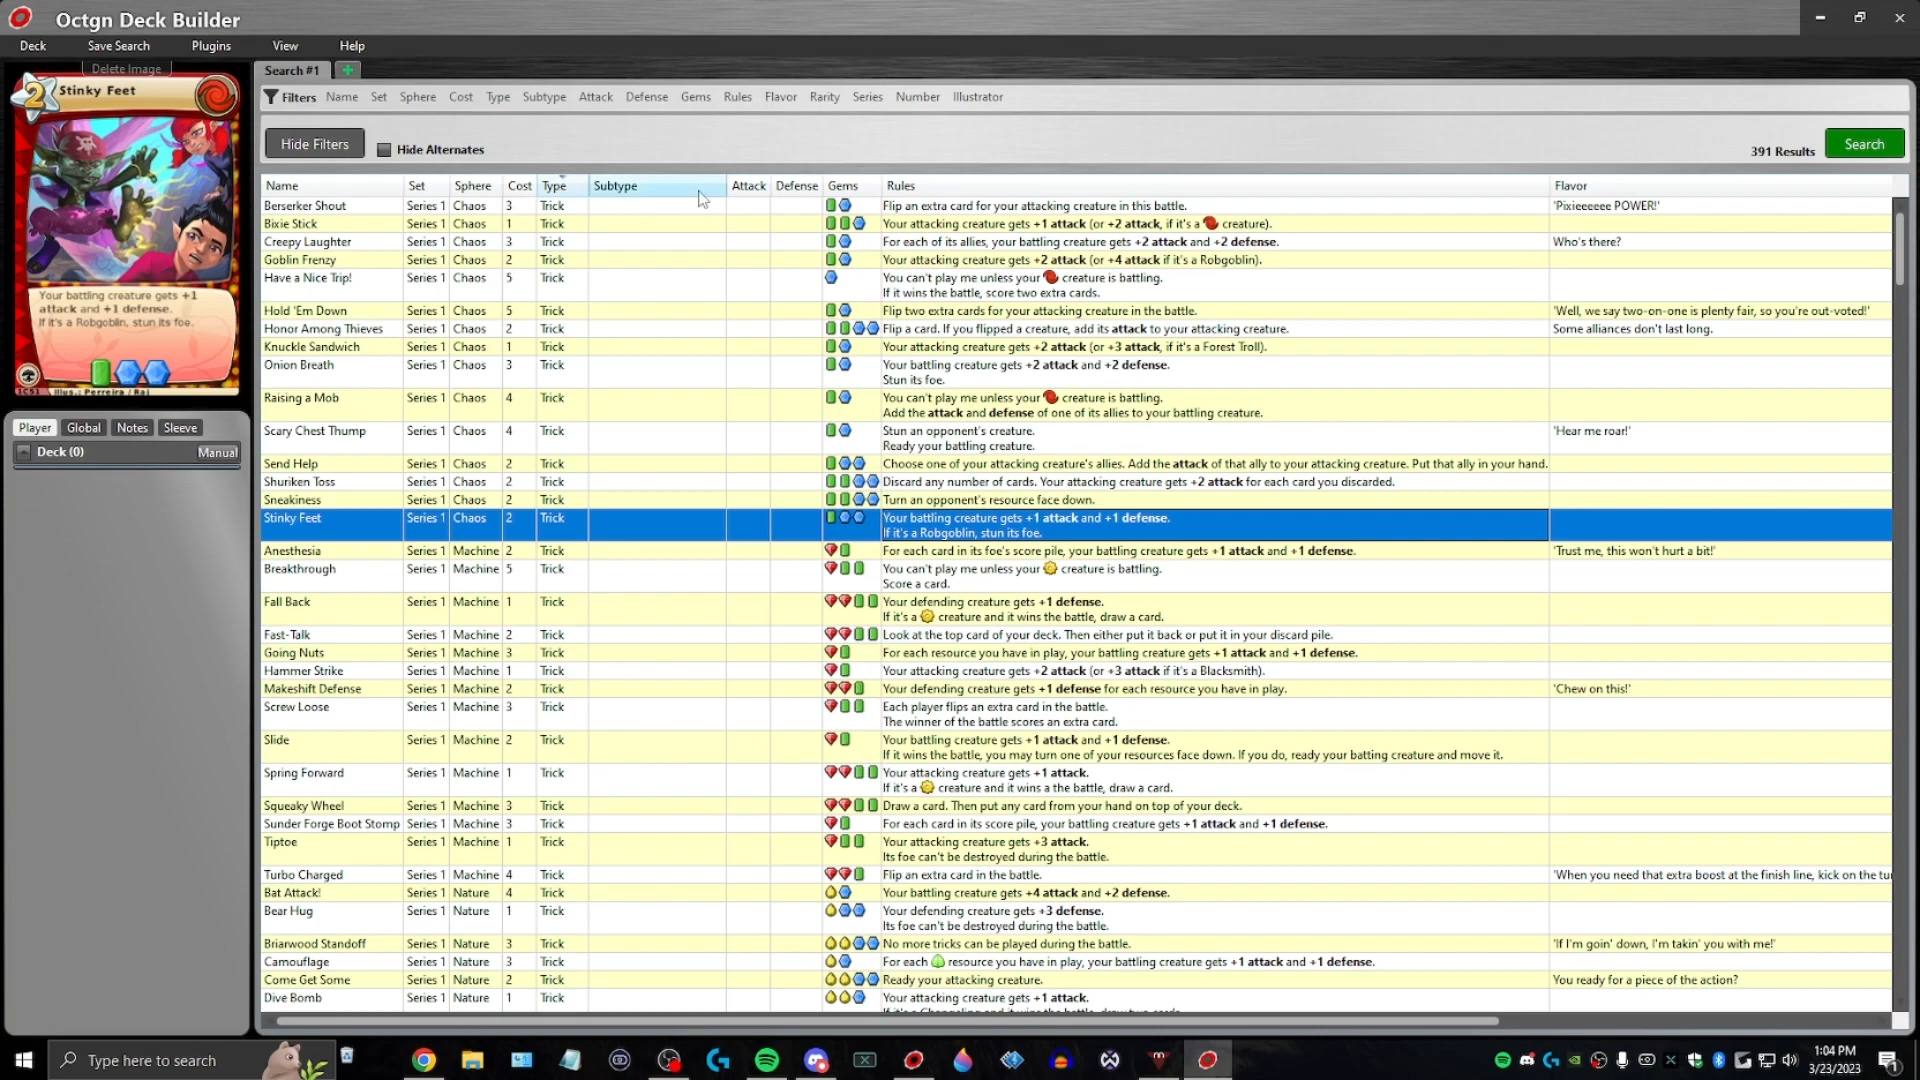 Octgn Deck Builder
Deck Save Search Plugins View Help
Delete Image
2 Stinky Feet
Your battling creature gets +1
attack and +1 defense.
If it's a Robgoblin, stun its foe.
1C51 Illus.: Perreira / Raj
Player Global Notes Sleeve
Deck (0) Manual
Search #1 +
Filters Name Set Sphere Cost Type Subtype Attack Defense Gems Rules Flavor Rarity Series Number Illustrator
Hide Filters Hide Alternates 391 Results Search
Name Set Sphere Cost Type Subtype Attack Defense Gems Rules Flavor
Berserker Shout Series 1 Chaos 3 Trick Flip an extra card for your attacking creature in this battle. 'Pixieeeeee POWER!'
Bixie Stick Series 1 Chaos 1 Trick Your attacking creature gets +1 attack (or +2 attack, if it's a creature).
Creepy Laughter Series 1 Chaos 3 Trick For each of its allies, your battling creature gets +2 attack and +2 defense. Who's there?
Goblin Frenzy Series 1 Chaos 2 Trick Your attacking creature gets +2 attack (or +4 attack if it's a Robgoblin).
Have a Nice Trip! Series 1 Chaos 5 Trick You can't play me unless your creature is battling.
If it wins the battle, score two extra cards.
Hold 'Em Down Series 1 Chaos 5 Trick Flip two extra cards for your attacking creature in the battle. 'Well, we say two-on-one is plenty fair, so you're out-voted!'
Honor Among Thieves Series 1 Chaos 2 Trick Flip a card. If you flipped a creature, add its attack to your attacking creature. Some alliances don't last long.
Knuckle Sandwich Series 1 Chaos 1 Trick Your attacking creature gets +2 attack (or +3 attack, if it's a Forest Troll).
Onion Breath Series 1 Chaos 3 Trick Your battling creature gets +2 attack and +2 defense.
Stun its foe.
Raising a Mob Series 1 Chaos 4 Trick You can't play me unless your creature is battling.
Add the attack and defense of one of its allies to your battling creature.
Scary Chest Thump Series 1 Chaos 4 Trick Stun an opponent's creature. 'Hear me roar!'
Ready your battling creature.
Send Help Series 1 Chaos 2 Trick Choose one of your attacking creature's allies. Add the attack of that ally to your attacking creature. Put that ally in your hand.
Shuriken Toss Series 1 Chaos 2 Trick Discard any number of cards. Your attacking creature gets +2 attack for each card you discarded.
Sneakiness Series 1 Chaos 2 Trick Turn an opponent's resource face down.
Stinky Feet Series 1 Chaos 2 Trick Your battling creature gets +1 attack and +1 defense.
If it's a Robgoblin, stun its foe.
Anesthesia Series 1 Machine 2 Trick For each card in its foe's score pile, your battling creature gets +1 attack and +1 defense. 'Trust me, this won't hurt a bit!'
Breakthrough Series 1 Machine 5 Trick You can't play me unless your creature is battling.
Score a card.
Fall Back Series 1 Machine 1 Trick Your defending creature gets +1 defense.
If it's a creature and it wins the battle, draw a card.
Fast-Talk Series 1 Machine 2 Trick Look at the top card of your deck. Then either put it back or put it in your discard pile.
Going Nuts Series 1 Machine 3 Trick For each resource you have in play, your battling creature gets +1 attack and +1 defense.
Hammer Strike Series 1 Machine 1 Trick Your attacking creature gets +2 attack (or +3 attack if it's a Blacksmith).
Makeshift Defense Series 1 Machine 2 Trick Your defending creature gets +1 defense for each resource you have in play. 'Chew on this!'
Screw Loose Series 1 Machine 3 Trick Each player flips an extra card in the battle.
The winner of the battle scores an extra card.
Slide Series 1 Machine 2 Trick Your battling creature gets +1 attack and +1 defense.
If it wins the battle, you may turn one of your resources face down. If you do, ready your batting creature and move it.
Spring Forward Series 1 Machine 1 Trick Your attacking creature gets +1 attack.
If it's a creature and it wins a the battle, draw a card.
Squeaky Wheel Series 1 Machine 3 Trick Draw a card. Then put any card from your hand on top of your deck.
Sunder Forge Boot Stomp Series 1 Machine 3 Trick For each card in its score pile, your battling creature gets +1 attack and +1 defense.
Tiptoe Series 1 Machine 1 Trick Your attacking creature gets +3 attack.
Its foe can't be destroyed during the battle.
Turbo Charged Series 1 Machine 4 Trick Flip an extra card in the battle. 'When you need that extra boost at the finish line, kick on the tu
Bat Attack! Series 1 Nature 4 Trick Your battling creature gets +4 attack and +2 defense.
Bear Hug Series 1 Nature 1 Trick Your defending creature gets +3 defense.
Its foe can't be destroyed during the battle.
Briarwood Standoff Series 1 Nature 3 Trick No more tricks can be played during the battle. 'If I'm goin' down, I'm takin' you with me!'
Camouflage Series 1 Nature 3 Trick For each resource you have in play, your battling creature gets +1 attack and +1 defense.
Come Get Some Series 1 Nature 2 Trick Ready your attacking creature. You ready for a piece of the action?
Dive Bomb Series 1 Nature 1 Trick Your attacking creature gets +1 attack.
Type here to search
1:04 PM
3/23/2023